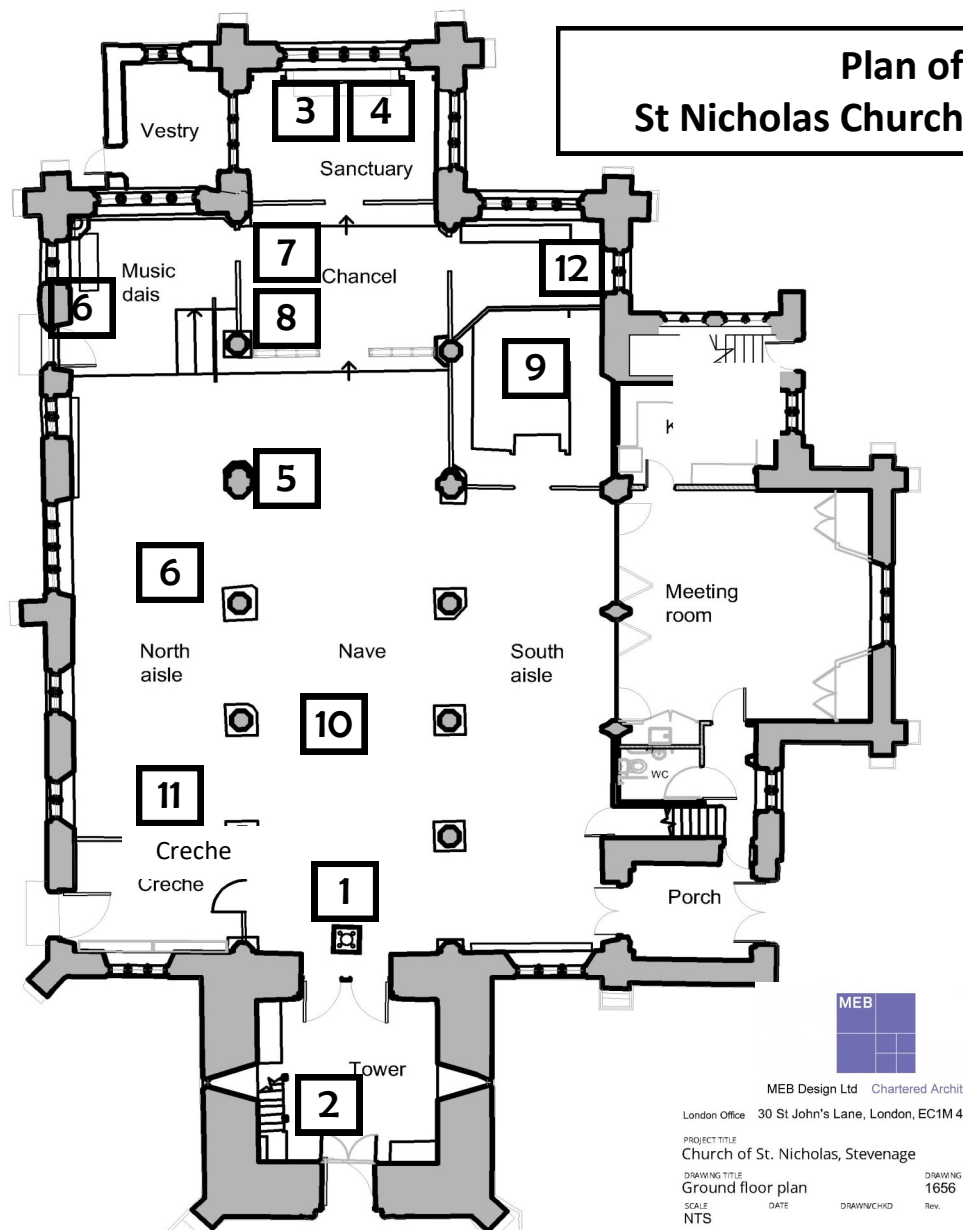 Plan of
St Nicholas Church
3
4
Vestry
Sanctuary
7
Chancel
12
Music
dais
6
8
9
K
5
6
Meeting
room
North
aisle
Nave
South
aisle
10
WC
11
Creche
Creche
1
Porch
Tower
2
MEB
MEB Design Ltd Chartered Archit
London Office 30 St John's Lane, London, EC1M 4
PROJECT TITLE
Church of St. Nicholas, Stevenage
DRAWING TITLE DRAWING
Ground floor plan 1656
SCALE DATE DRAWN/CHKD Rev.
NTS